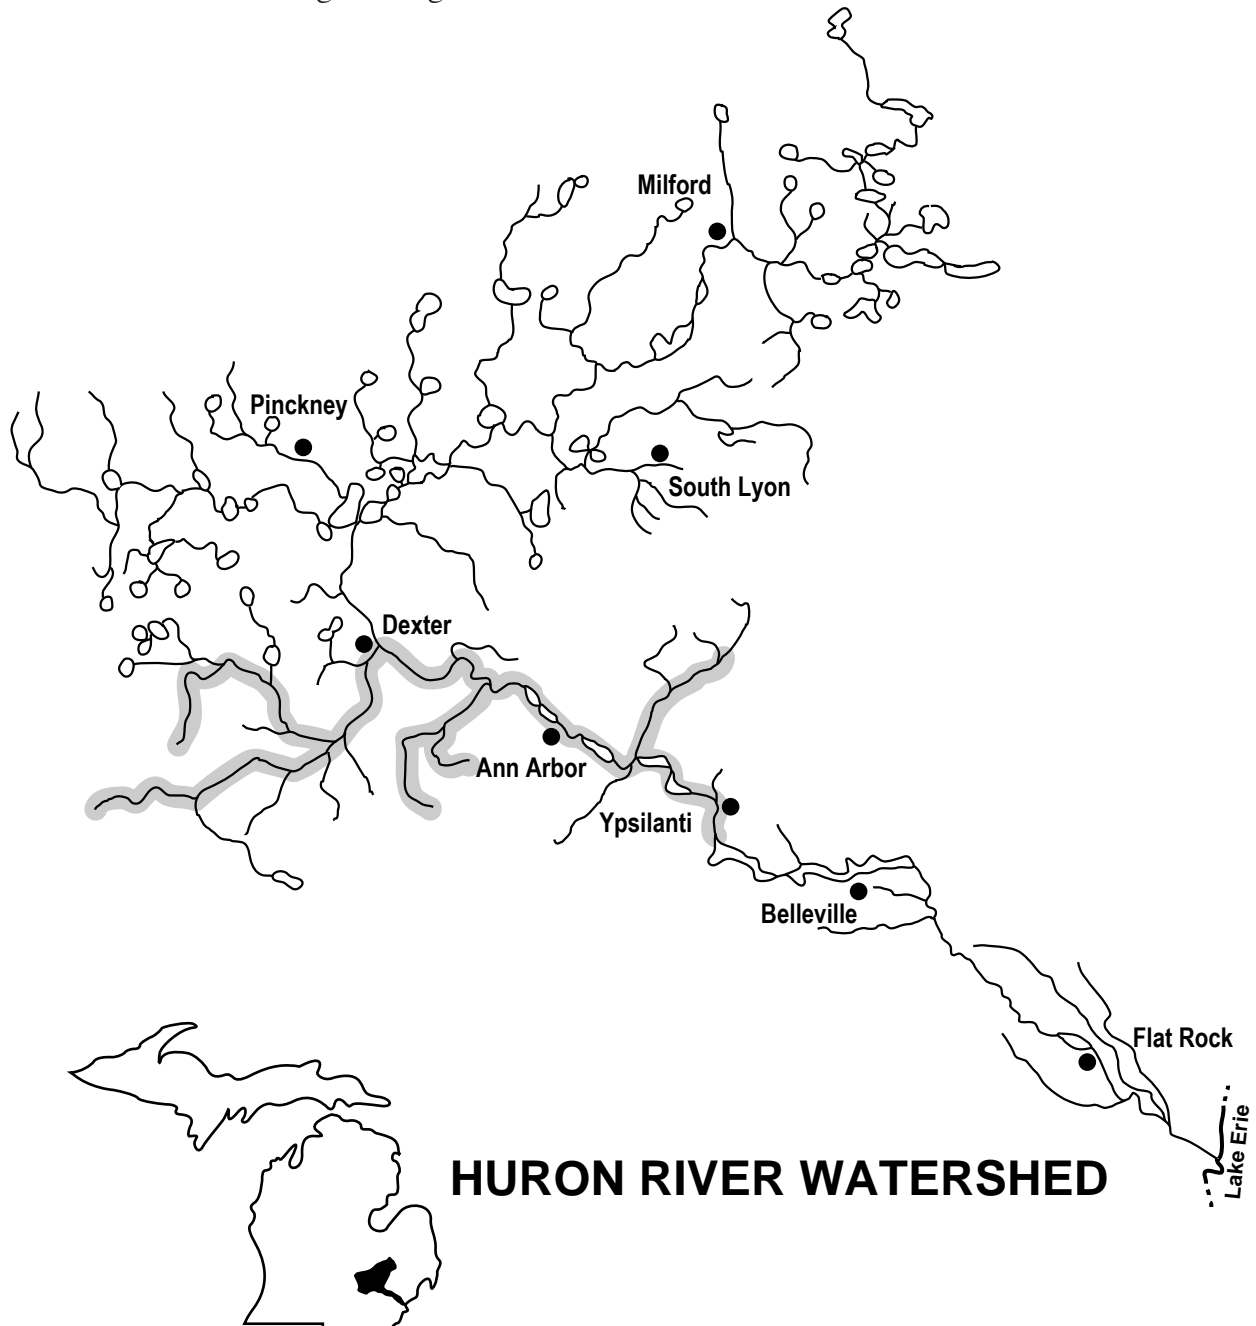 Milford
Pinckney
South Lyon
Dexter
Ann Arbor
Ypsilanti
Belleville
Flat Rock
Lake Erie
HURON RIVER WATERSHED